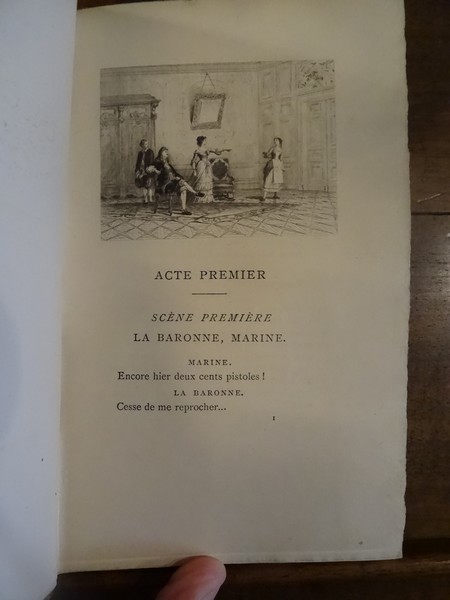 ACTE PREMIER
SCÈNE PREMIÈRE
LA BARONNE, MARINE.
MARINE.
Encore hier deux cents pistoles !
LA BARONNE.
Cesse de me reprocher...
1